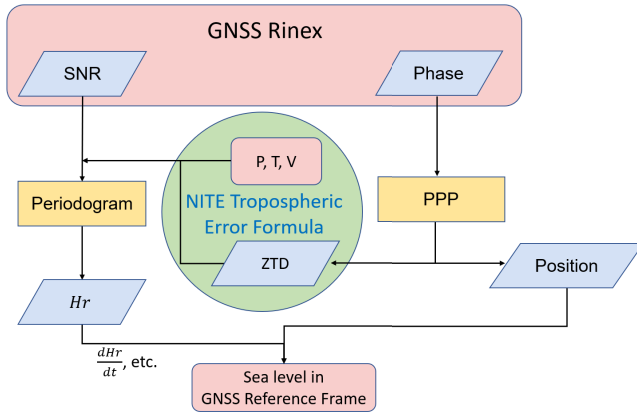 GNSS Rinex
SNR
Phase
P, T, V
Periodogram
NITE Tropospheric
Error Formula
PPP
ZTD
Position
Hr
dHr/dt, etc.
Sea level in
GNSS Reference Frame